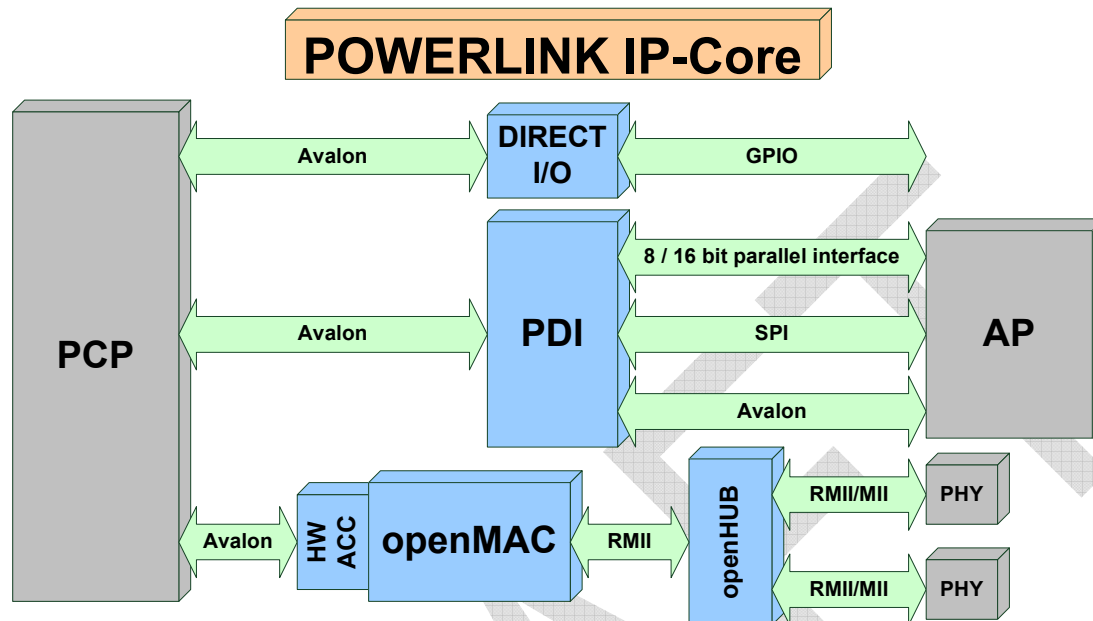 POWERLINK IP-Core
Avalon
DIRECT
I/O
GPIO
PCP
Avalon
PDI
8 / 16 bit parallel interface
SPI
Avalon
AP
Avalon
HW
ACC
openMAC
RMII
openHUB
RMII/MII
PHY
RMII/MII
PHY